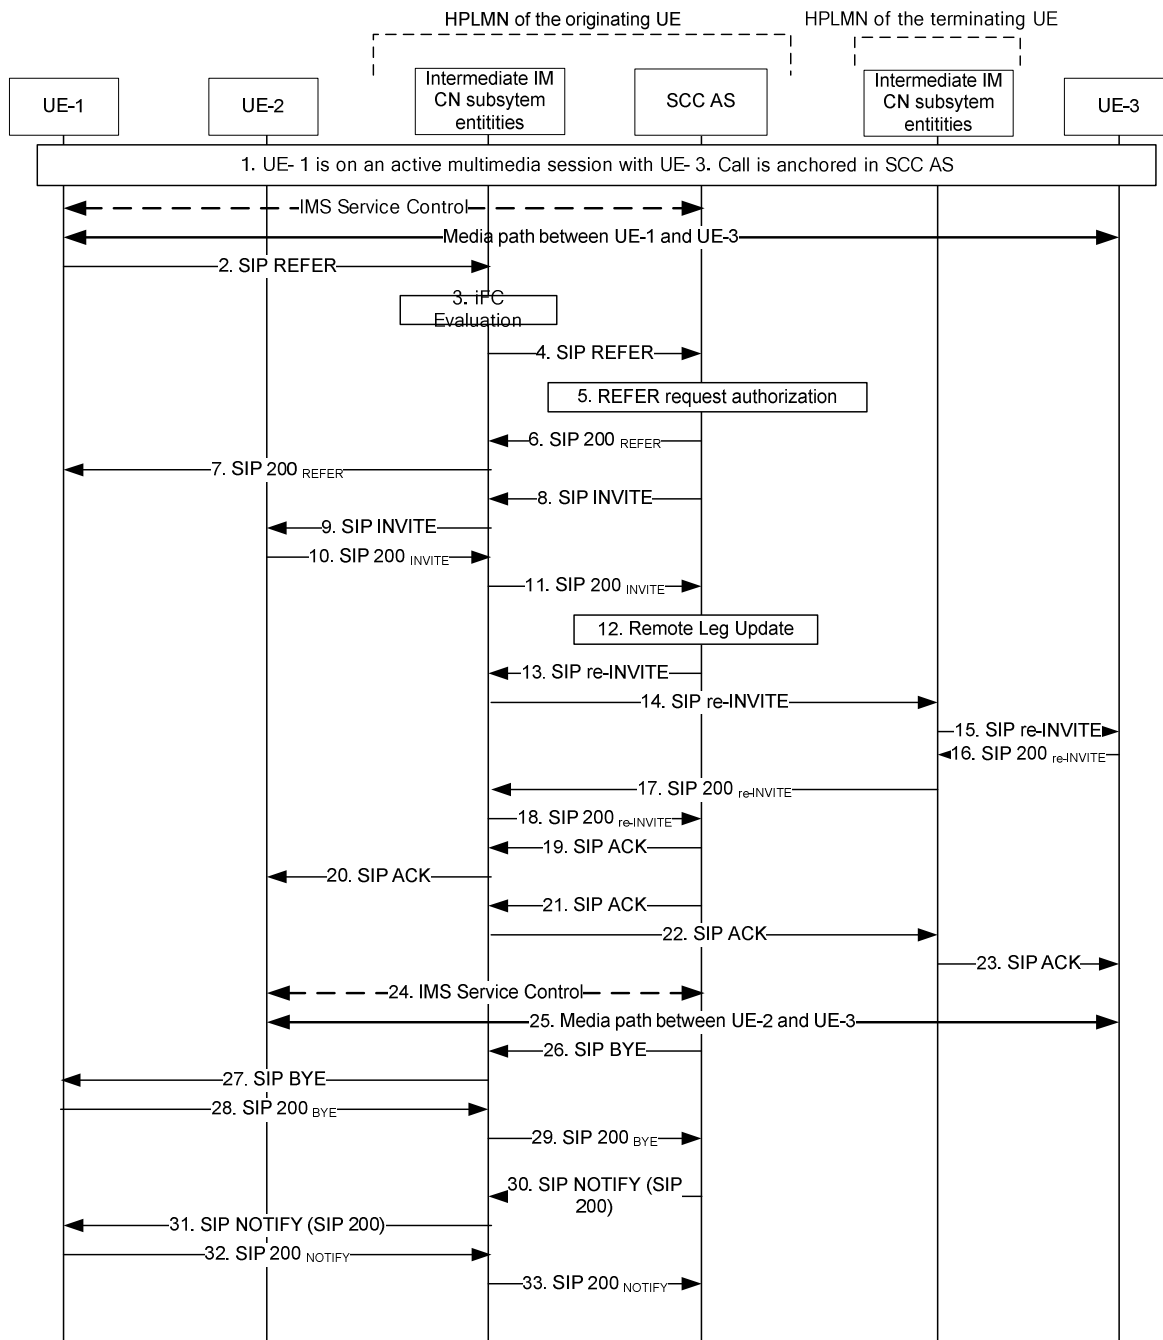 HPLMN of the originating UE
HPLMN of the terminating UE
UE-1
UE-2
Intermediate IM
CN subsytem
entitities
SCC AS
Intermediate IM
CN subsytem
entitities
UE-3
1. UE- 1 is on an active multimedia session with UE- 3. Call is anchored in SCC AS
IMS Service Control
Media path between UE-1 and UE-3
2. SIP REFER
3. iFC
Evaluation
4. SIP REFER
5. REFER request authorization
6. SIP 200 REFER
7. SIP 200 REFER
8. SIP INVITE
9. SIP INVITE
10. SIP 200 INVITE
11. SIP 200 INVITE
12. Remote Leg Update
13. SIP re-INVITE
14. SIP re-INVITE
15. SIP re-INVITE
16. SIP 200 re-INVITE
17. SIP 200 re-INVITE
18. SIP 200 re-INVITE
19. SIP ACK
20. SIP ACK
21. SIP ACK
22. SIP ACK
23. SIP ACK
24. IMS Service Control
25. Media path between UE-2 and UE-3
26. SIP BYE
27. SIP BYE
28. SIP 200 BYE
29. SIP 200 BYE
30. SIP NOTIFY (SIP
200)
31. SIP NOTIFY (SIP 200)
32. SIP 200 NOTIFY
33. SIP 200 NOTIFY